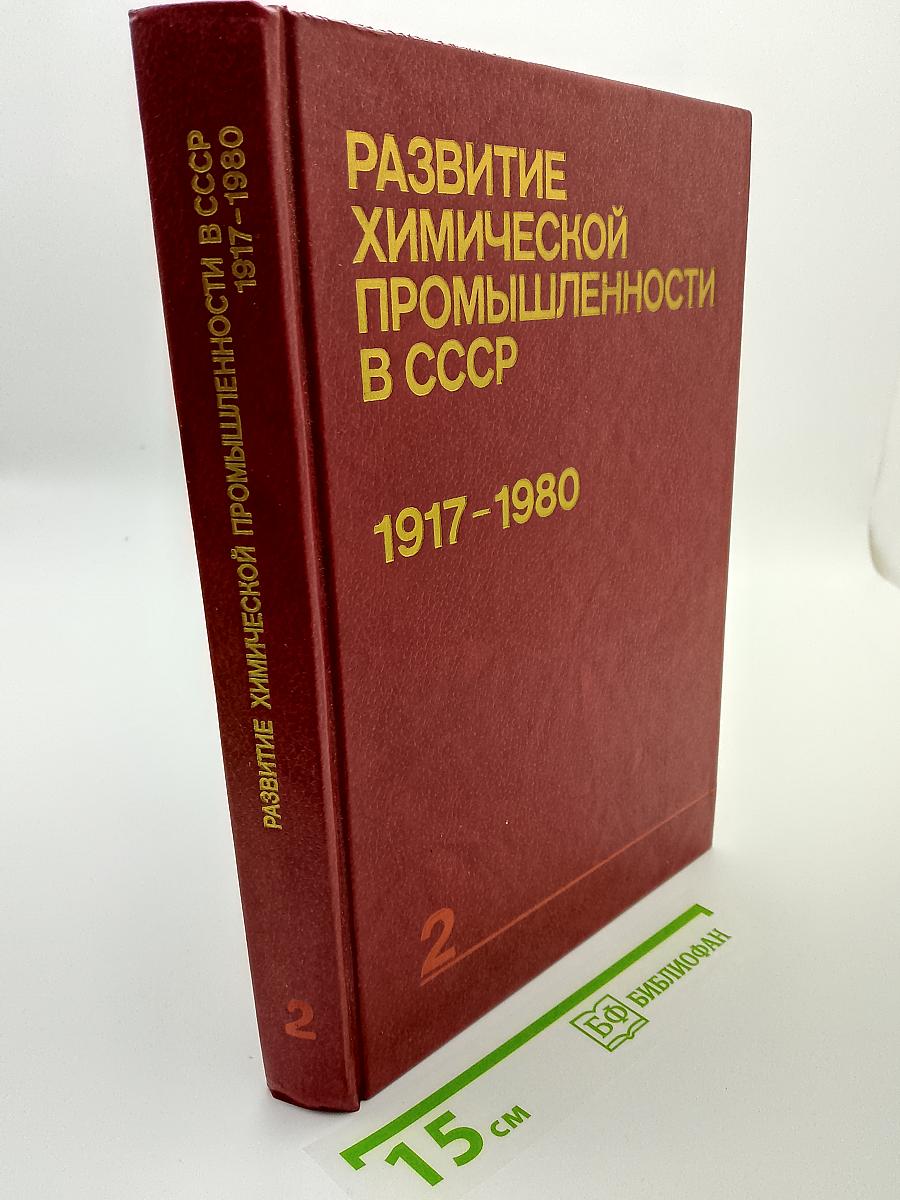 РАЗВИТИЕ ХИМИЧЕСКОЙ ПРОМЫШЛЕННОСТИ В СССР
1917-1980
2
РАЗВИТИЕ
ХИМИЧЕСКОЙ
ПРОМЫШЛЕННОСТИ
В СССР
1917-1980
2
БФ БИБЛИОФАН
15 СМ